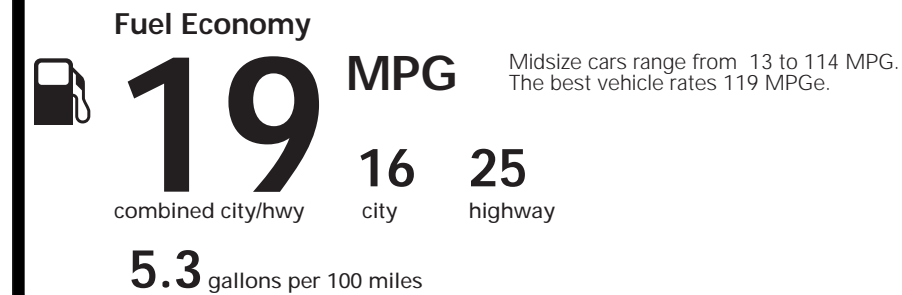 Fuel Economy
19
MPG
Midsize cars range from 13 to 114 MPG.
The best vehicle rates 119 MPGe.
16
25
combined city/hwy
city
highway
5.3 gallons per 100 miles